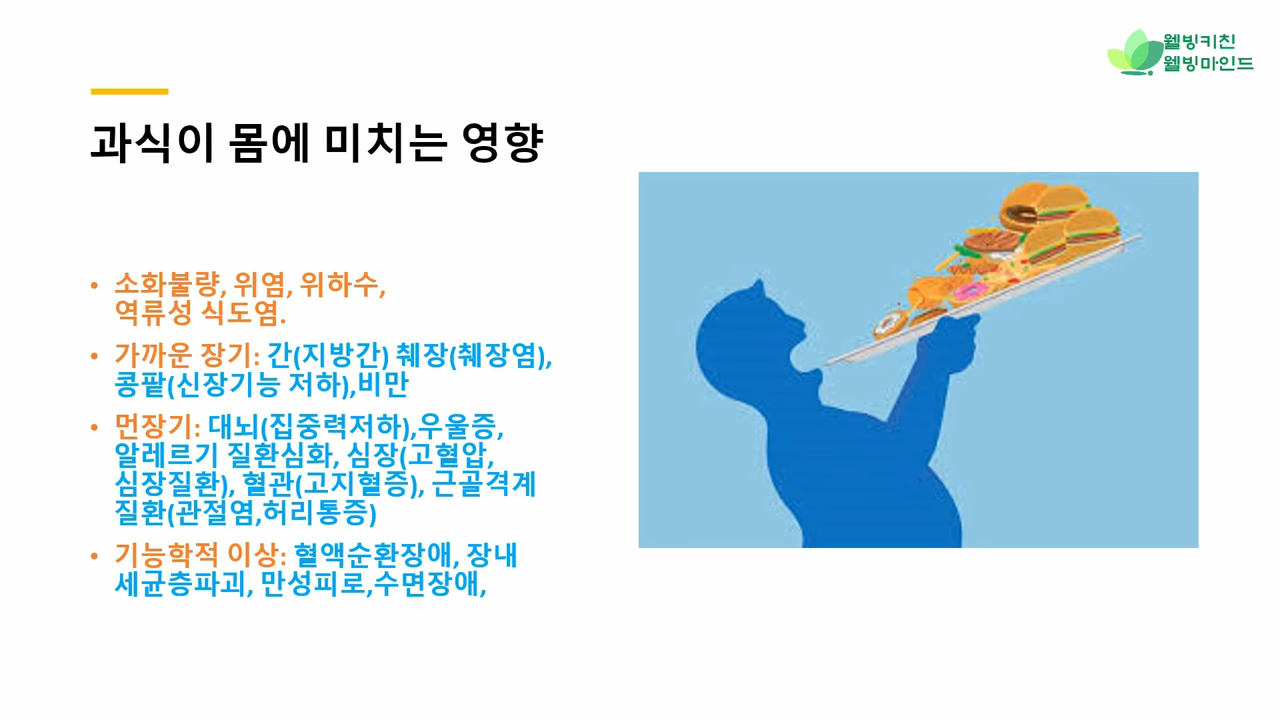 웰빙키친
웰빙마인드
과식이 몸에 미치는 영향
• 소화불량, 위염, 위하수,
역류성 식도염.
• 가까운 장기: 간(지방간) 췌장(췌장염),
콩팥(신장기능 저하),비만
• 먼장기: 대뇌(집중력저하),우울증,
알레르기 질환심화, 심장(고혈압,
심장질환), 혈관(고지혈증), 근골격계
질환(관절염,허리통증)
• 기능학적 이상: 혈액순환장애, 장내
세균층파괴, 만성피로,수면장애,